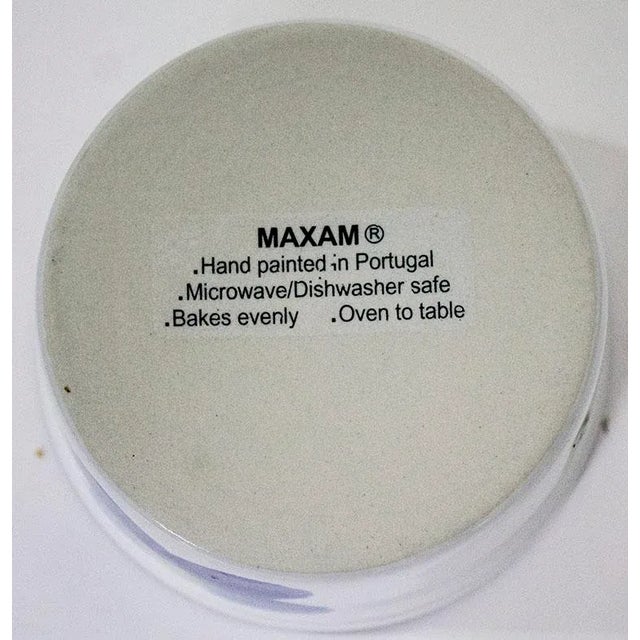 MAXAM®
.Hand painted in Portugal
.Microwave/Dishwasher safe
.Bakes evenly .Oven to table